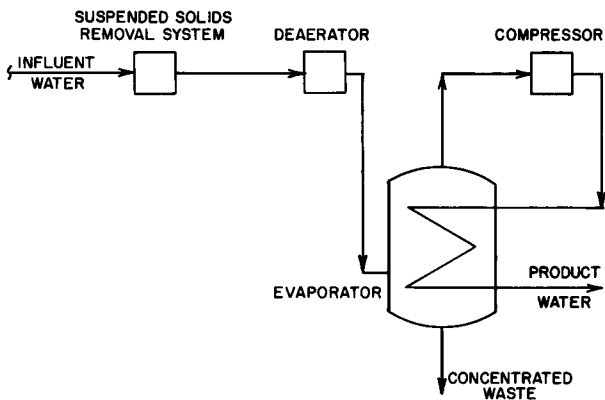 SUSPENDED SOLIDS
REMOVAL SYSTEM
DEAERATOR
COMPRESSOR
INFLUENT
WATER
EVAPORATOR
PRODUCT
WATER
CONCENTRATED
WASTE